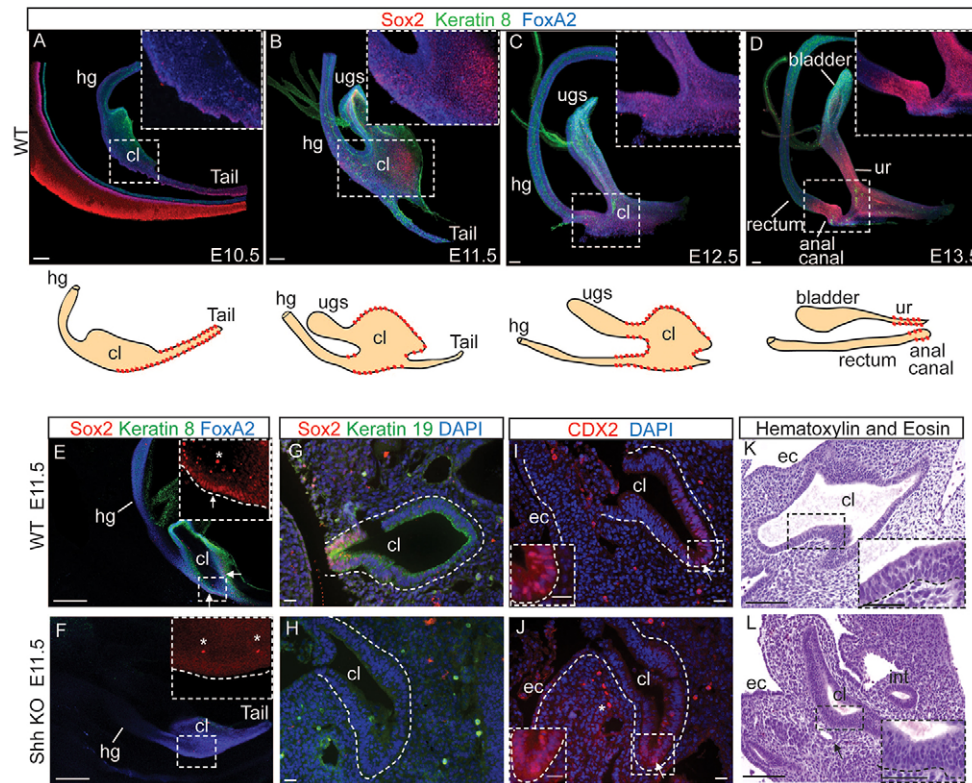 Sox2 Keratin 8 FoxA2
WT
A
hg
cl
Tail
E10.5
B
ugs
hg
cl
Tail
E11.5
C
ugs
hg
cl
E12.5
D
bladder
ur
rectum
anal
canal
E13.5
hg
cl
Tail
hg
ugs
cl
Tail
ugs
hg
cl
bladder
ur
rectum
anal
canal
Sox2 Keratin 8 FoxA2
Sox2 Keratin 19 DAPI
CDX2 DAPI
Hematoxylin and Eosin
WT E11.5
E
*
hg
cl
G
cl
I
cl
ec
K
ec
cl
Shh KO E11.5
F
* *
cl
Tail
hg
H
cl
J
ec
cl
*
L
ec
cl
int